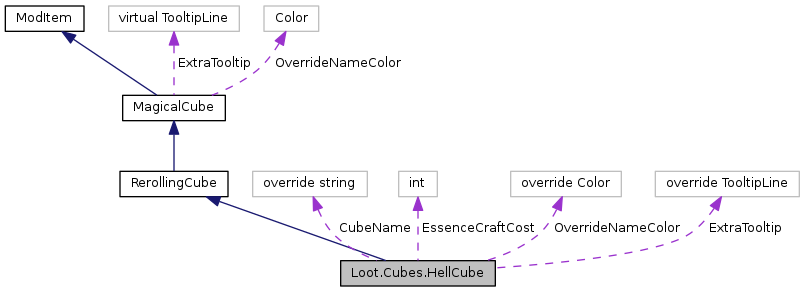 ModItem
virtual TooltipLine
Color
ExtraTooltip
OverrideNameColor
MagicalCube
RerollingCube
override string
int
override Color
override TooltipLine
CubeName
EssenceCraftCost
OverrideNameColor
ExtraTooltip
Loot.Cubes.HellCube